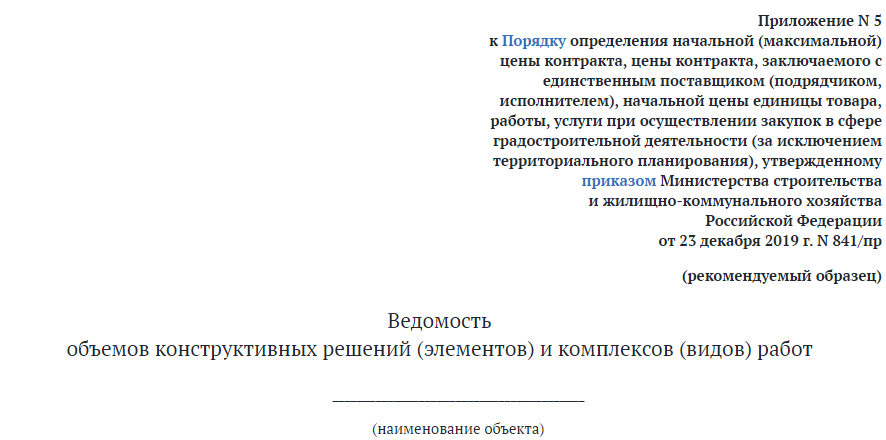 Приложение N 5
к Порядку определения начальной (максимальной)
цены контракта, цены контракта, заключаемого с
единственным поставщиком (подрядчиком,
исполнителем), начальной цены единицы товара,
работы, услуги при осуществлении закупок в сфере
градостроительной деятельности (за исключением
территориального планирования), утвержденному
приказом Министерства строительства
и жилищно-коммунального хозяйства
Российской Федерации
от 23 декабря 2019 г. N 841/пр
(рекомендуемый образец)
Ведомость
объемов конструктивных решений (элементов) и комплексов (видов) работ
__________________________________________
(наименование объекта)